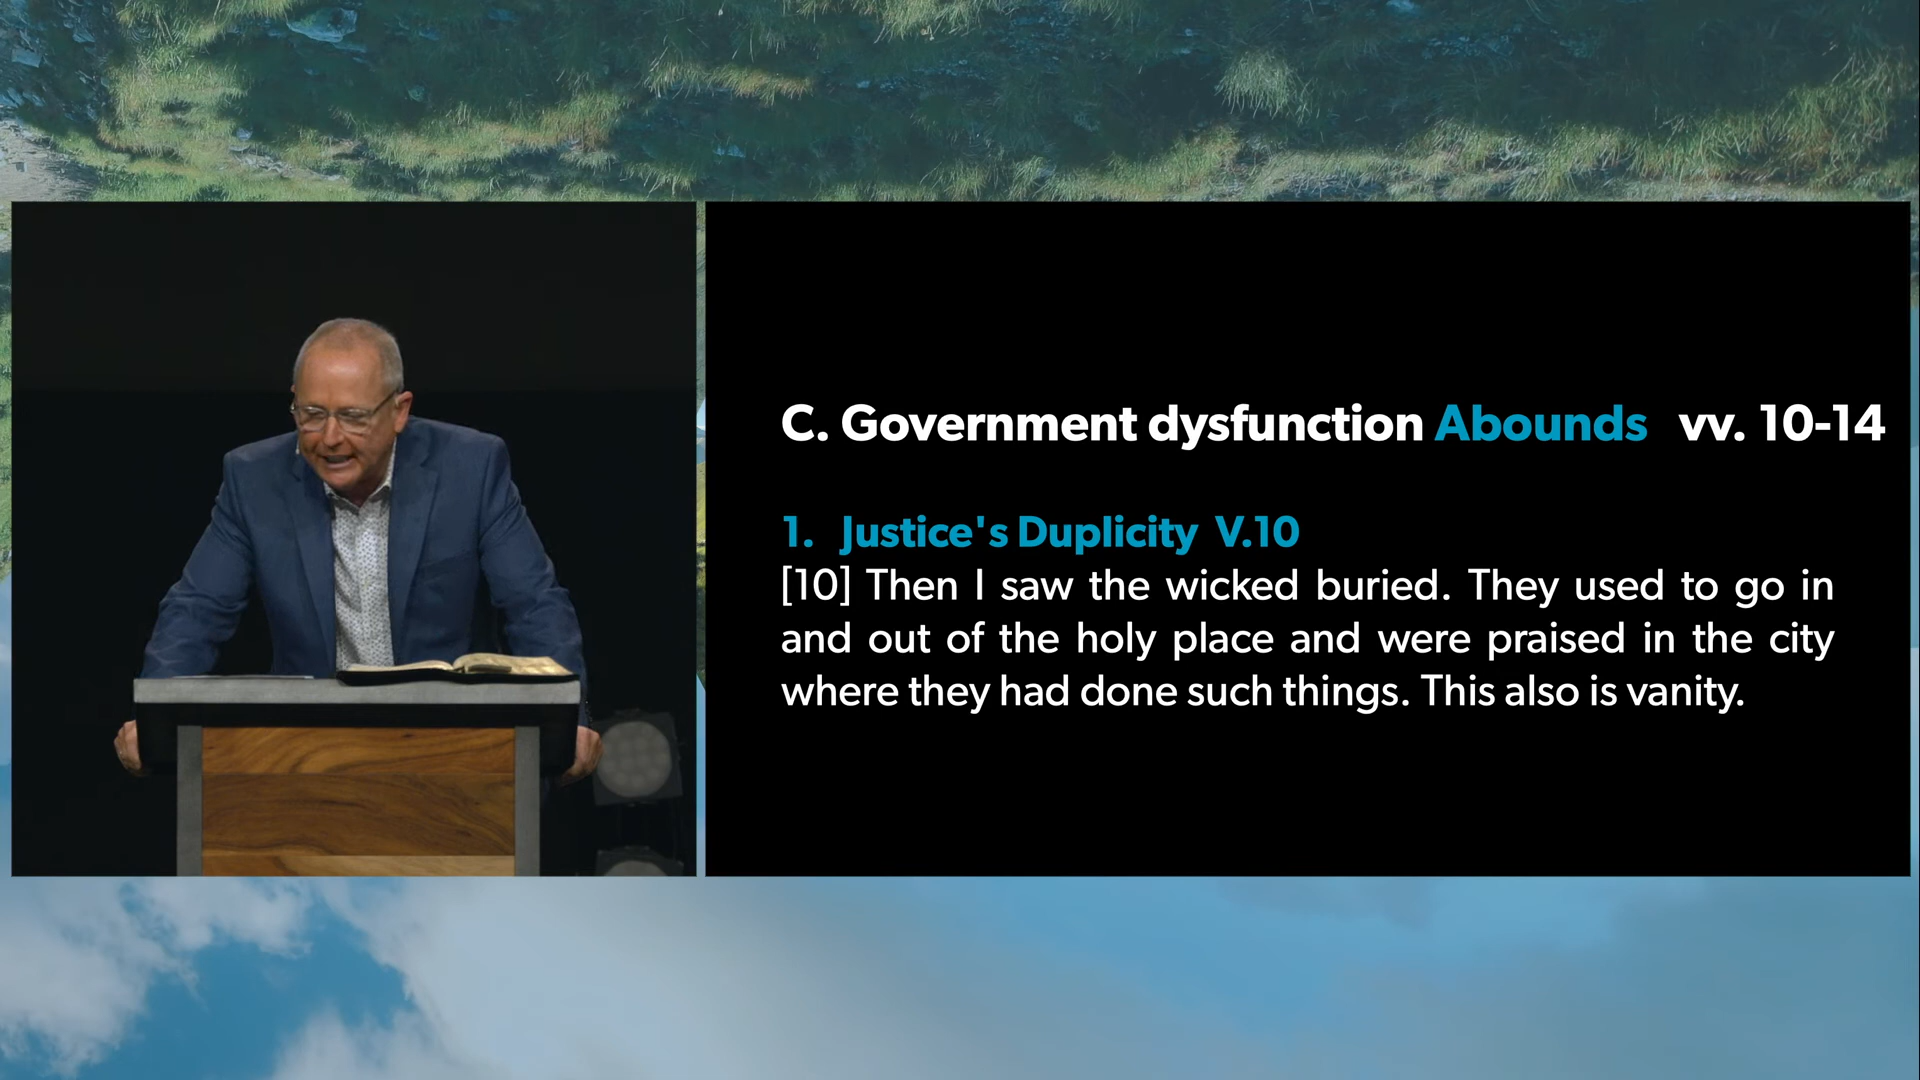 C. Government dysfunction Abounds vv. 10-14
1. Justice's Duplicity V.10
[10] Then I saw the wicked buried. They used to go in
and out of the holy place and were praised in the city
where they had done such things. This also is vanity.